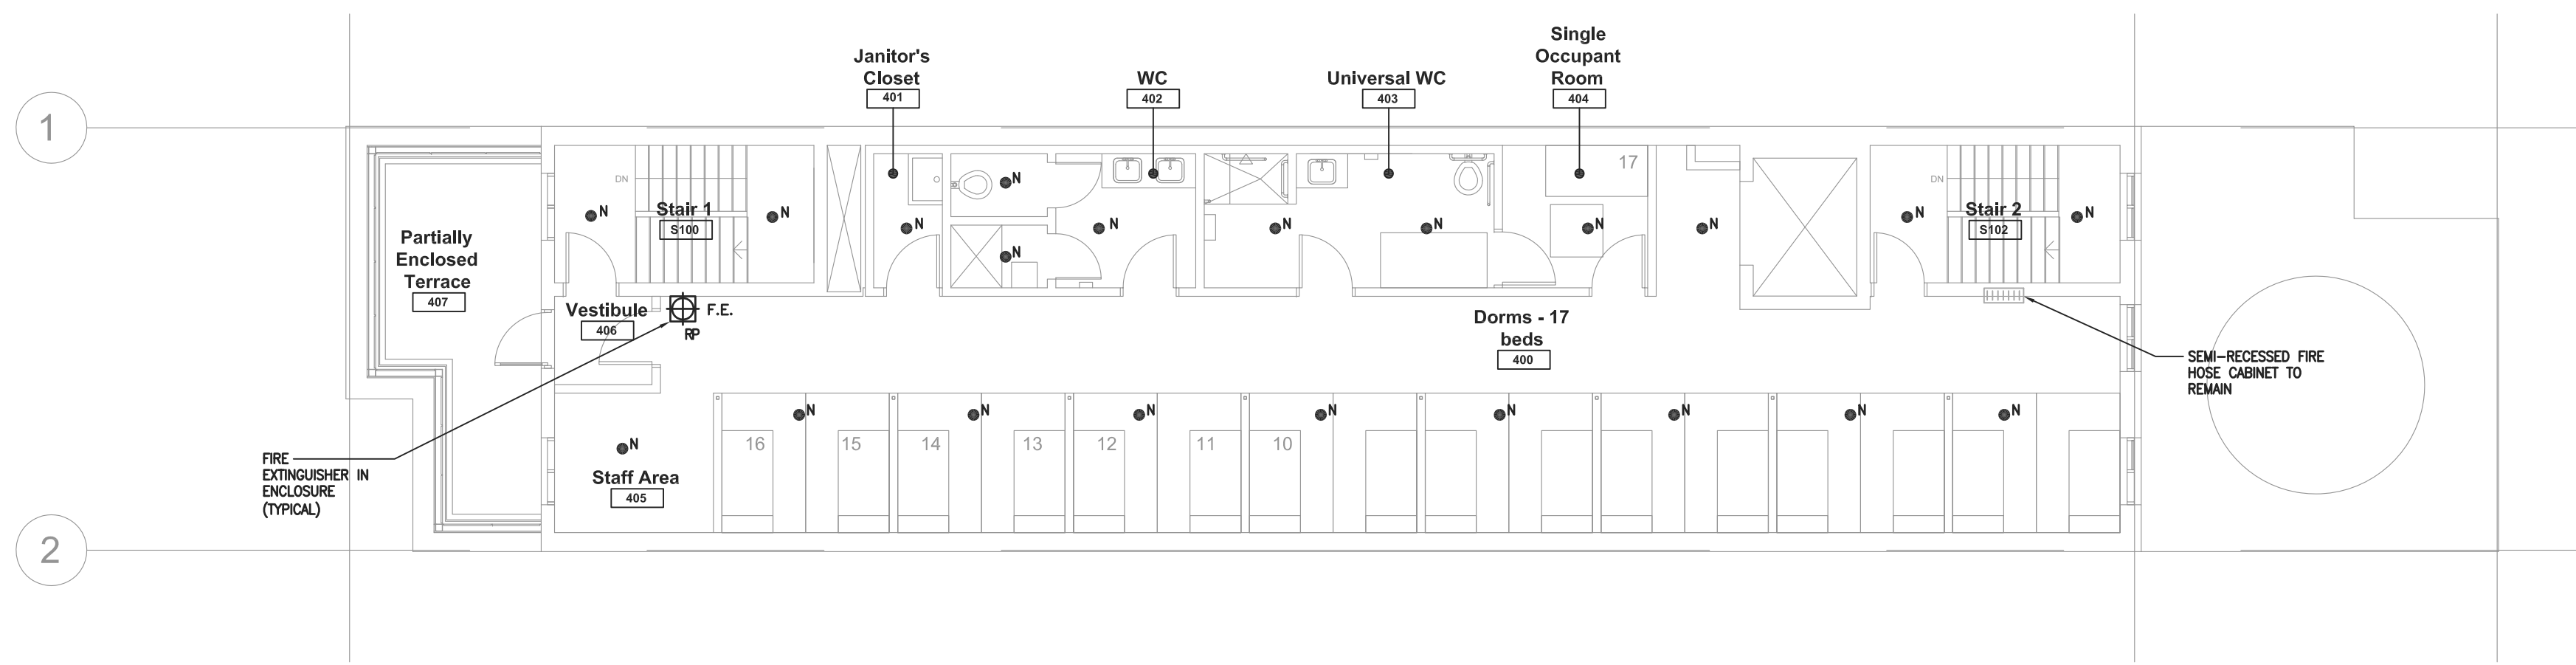 Single
Occupant
Room
404
Janitor's
Closet
401
WC
402
Universal WC
403
1
17
DN
DN
N
N
N
N
N
N
N
N
N
N
N
N
Stair 1
S100
Stair 2
S102
N
Partially
Enclosed
Terrace
407
Vestibule
406
F.E.
RP
Dorms - 17
beds
400
SEMI-RECESSED FIRE
HOSE CABINET TO
REMAIN
N
N
N
N
N
N
N
N
16
15
14
13
12
11
10
N
Staff Area
405
FIRE
EXTINGUISHER IN
ENCLOSURE
(TYPICAL)
2